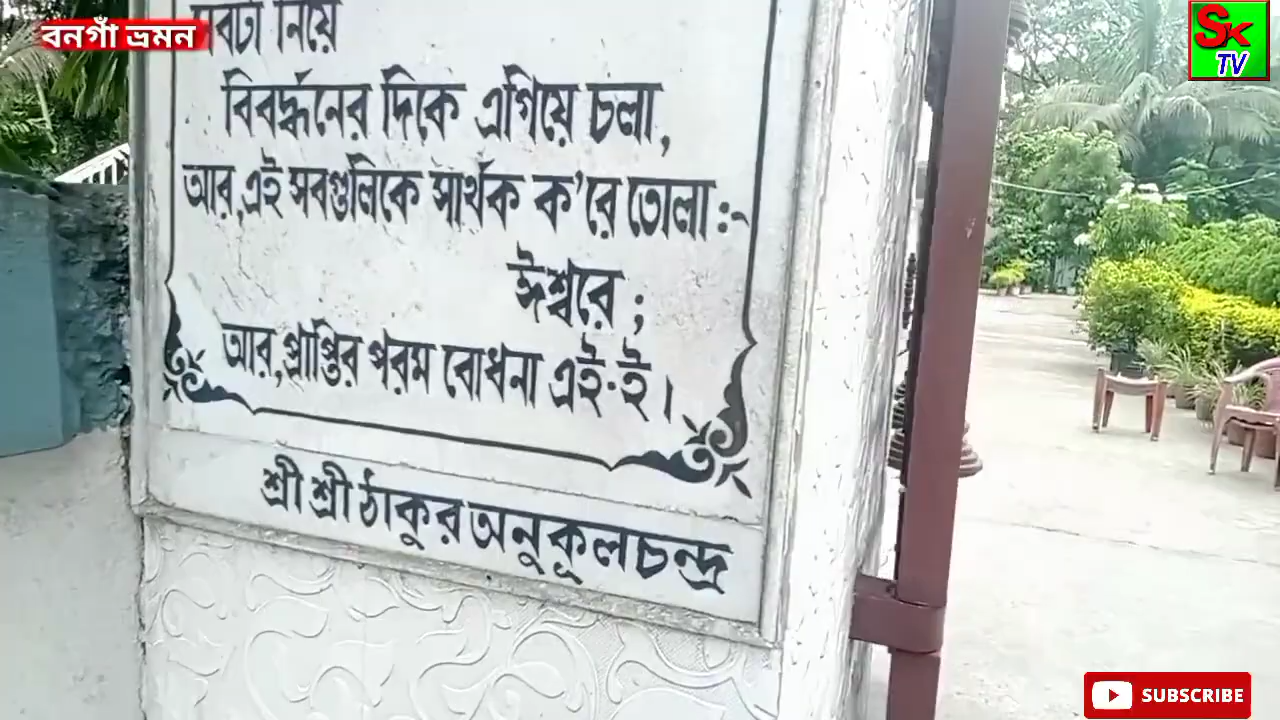 বনগাঁ ভ্রমন
Sk
TV
সবটা নিয়ে
বিবর্দ্ধনের দিকে এগিয়ে চলা,
আর,এই সবগুলিকে সার্থক ক'রে তোলা :-
ঈশ্বরে ;
আর,প্রাপ্তির পরম বোধনা এই-ই।
শ্রী শ্রী ঠাকুর অনুকূলচন্দ্র
SUBSCRIBE